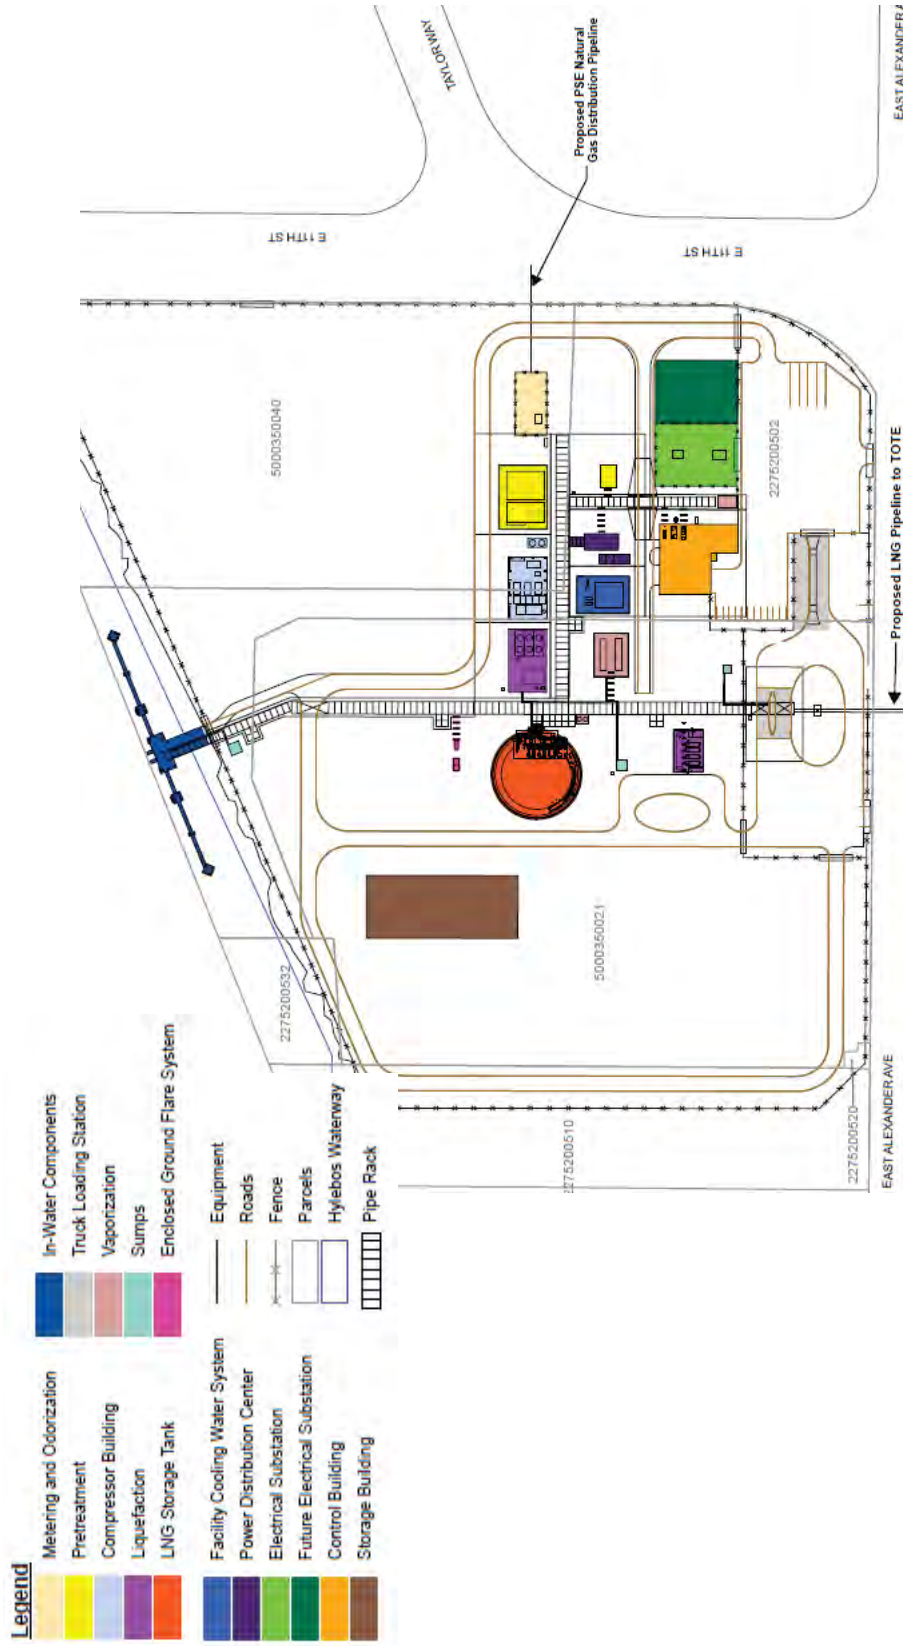 Legend
Metering and Odorization
Pretreatment
Compressor Building
Liquefaction
LNG Storage Tank
Facility Cooling Water System
Power Distribution Center
Electrical Substation
Future Electrical Substation
Control Building
Storage Building
In-Water Components
Truck Loading Station
Vaporization
Sumps
Enclosed Ground Flare System
Equipment
Roads
Fence
Parcels
Hylebos Waterway
Pipe Rack
TAYLOR WAY
E 11TH ST
E 11TH ST
Proposed PSE Natural
Gas Distribution Pipeline
5000350040
2275200502
2275200532
5000350021
2275200510
2275200520
Proposed LNG Pipeline to TOTE
EAST ALEXANDER AVE
EAST ALEXANDER A